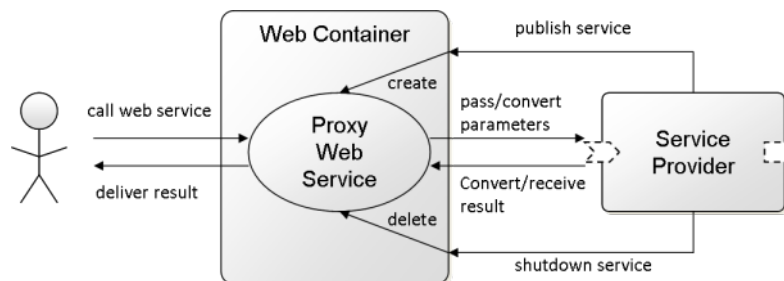 Web Container
publish service
create
call web service
pass/convert
parameters
Proxy
Web
Service
Service
Provider
deliver result
Convert/receive
result
delete
shutdown service